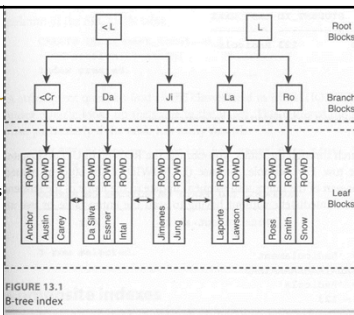 < L
L
Root
Blocks
<Cr
Da
Ji
La
Ro
Branch
Blocks
Anchor ROWD
Austin ROWD
Carey ROWD
Da Silva ROWD
Essner ROWD
Intal ROWD
Jimenes ROWD
Jung ROWD
Laporte ROWD
Lawson ROWD
Ross ROWD
Smith ROWD
Snow ROWD
Leaf
Blocks
FIGURE 13.1
B-tree index